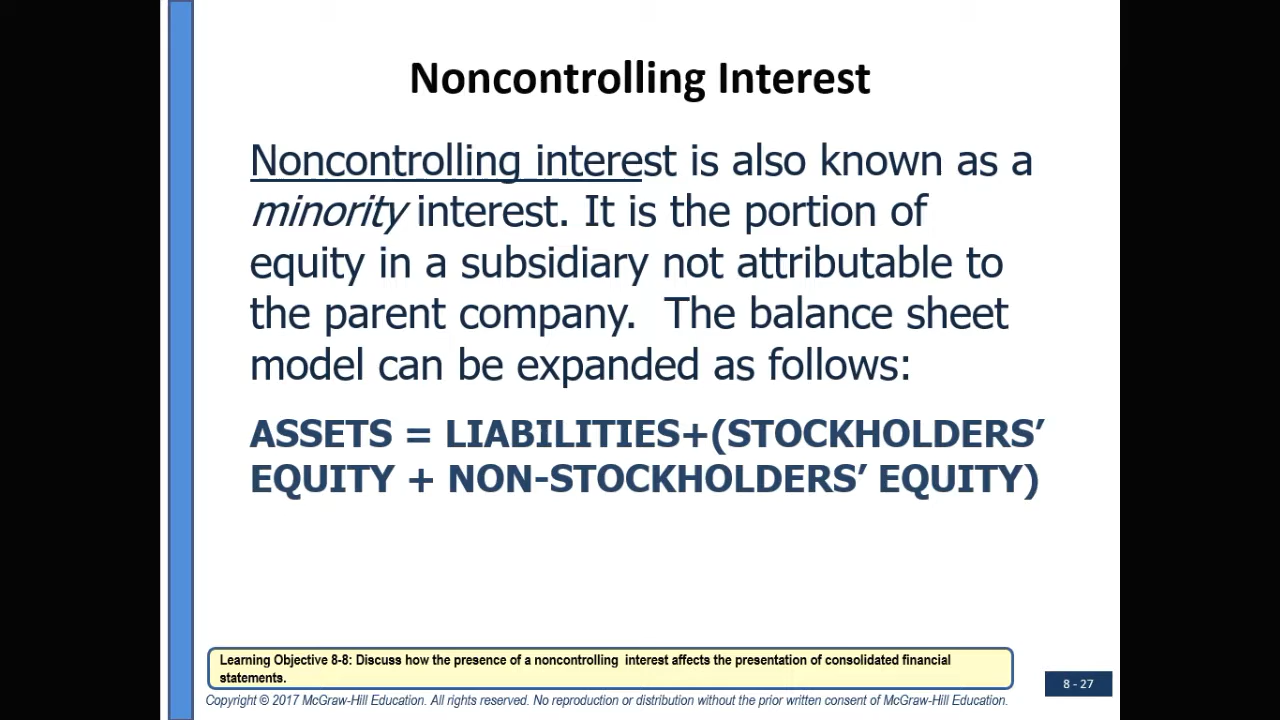 Noncontrolling Interest
Noncontrolling interest is also known as a
minority interest. It is the portion of
equity in a subsidiary not attributable to
the parent company.  The balance sheet
model can be expanded as follows:
ASSETS = LIABILITIES+(STOCKHOLDERS’
EQUITY + NON-STOCKHOLDERS’ EQUITY)
Learning Objective 8-8: Discuss how the presence of a noncontrolling  interest affects the presentation of consolidated financial
statements.
8 - 27
Copyright © 2017 McGraw-Hill Education. All rights reserved. No reproduction or distribution without the prior written consent of McGraw-Hill Education.